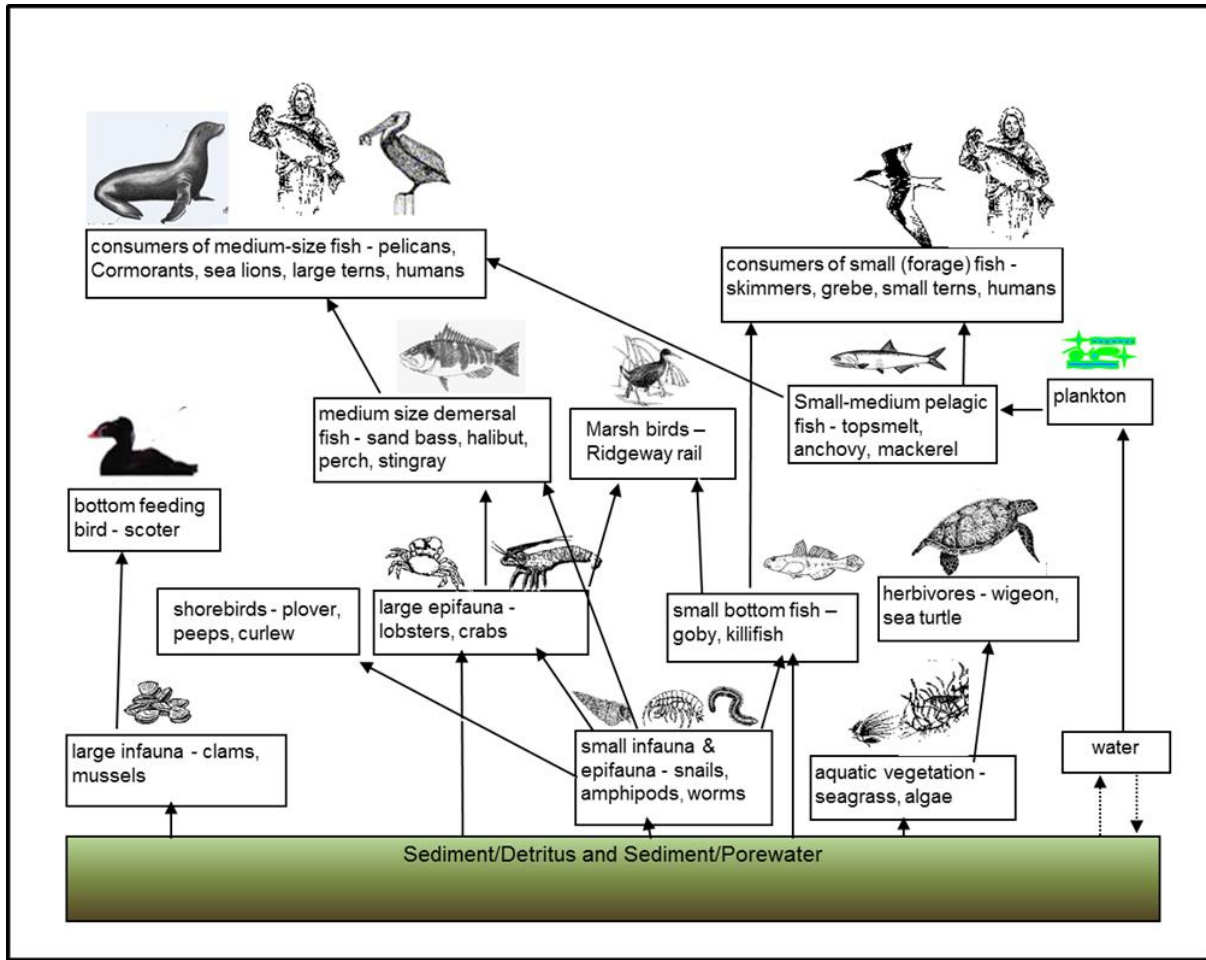 consumers of medium-size fish - pelicans,
Cormorants, sea lions, large terns, humans
consumers of small (forage) fish -
skimmers, grebe, small terns, humans
medium size demersal
fish - sand bass, halibut,
perch, stingray
Marsh birds –
Ridgeway rail
Small-medium pelagic
fish - topsmelt,
anchovy, mackerel
plankton
bottom feeding
bird - scoter
shorebirds - plover,
peeps, curlew
large epifauna -
lobsters, crabs
small bottom fish –
goby, killifish
herbivores - wigeon,
sea turtle
large infauna - clams,
mussels
small infauna &
epifauna - snails,
amphipods, worms
aquatic vegetation -
seagrass, algae
water
Sediment/Detritus and Sediment/Porewater